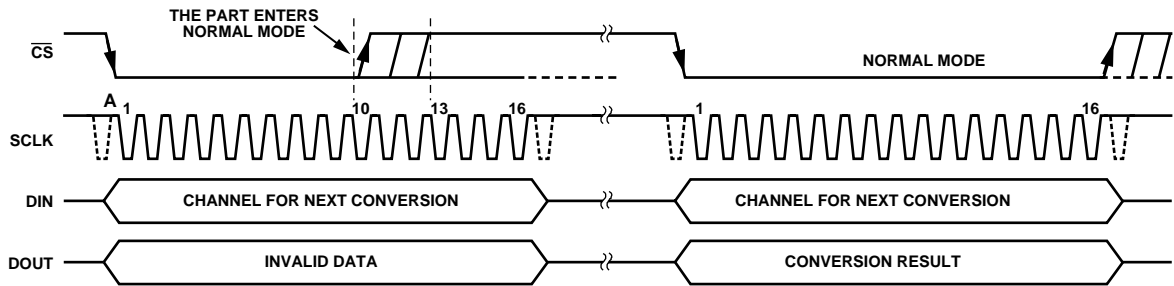 THE PART ENTERS
NORMAL MODE
CS
NORMAL MODE
A
1
10
13
16
1
16
SCLK
DIN
CHANNEL FOR NEXT CONVERSION
CHANNEL FOR NEXT CONVERSION
DOUT
INVALID DATA
CONVERSION RESULT